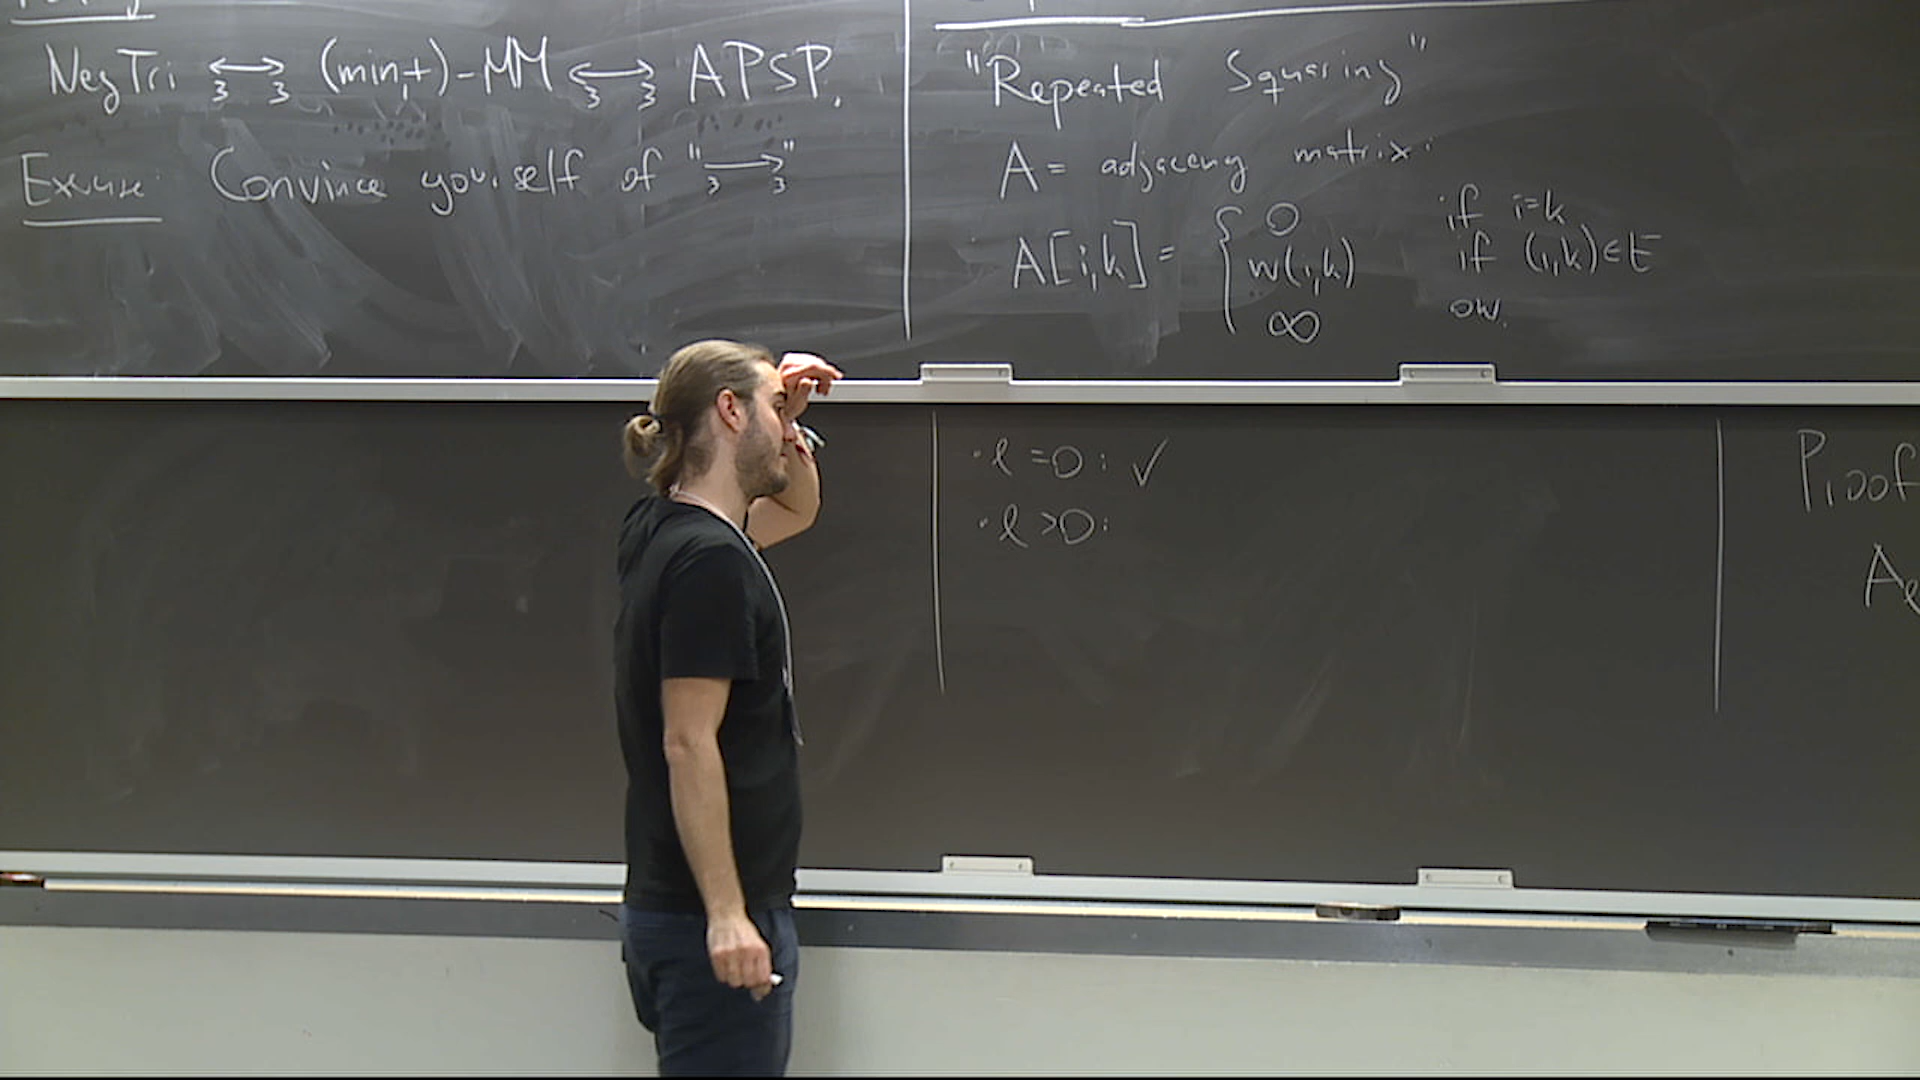 NegTri ₃⟷₃ (min,+)-MM ₃⟷₃ APSP.
Exercise: Convince yourself of "₃⟶₃"
"Repeated Squaring"
A = adjacency matrix:
A[i,k] = { 0 if i=k
w(i,k) if (i,k)∈E
∞ ow.
· l = 0 : ✓
· l > 0 :
Proof